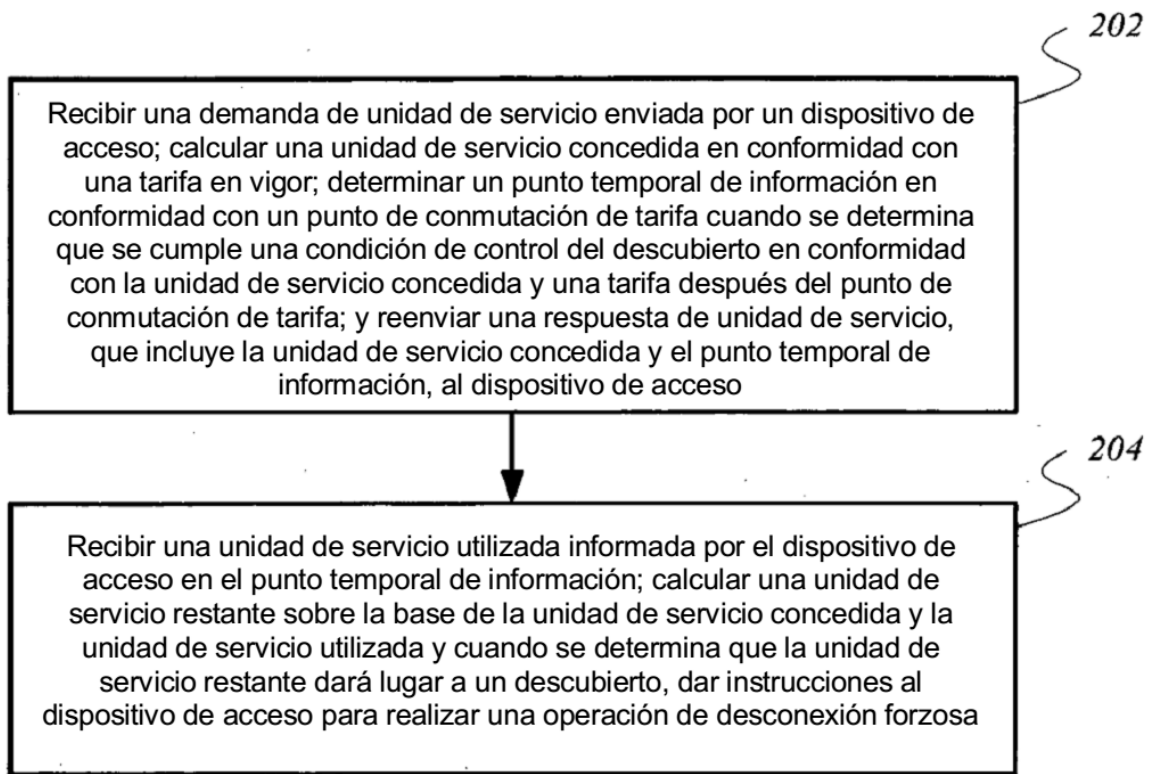 202
Recibir una demanda de unidad de servicio enviada por un dispositivo de
acceso; calcular una unidad de servicio concedida en conformidad con
una tarifa en vigor; determinar un punto temporal de información en
conformidad con un punto de conmutación de tarifa cuando se determina
que se cumple una condición de control del descubierto en conformidad
con la unidad de servicio concedida y una tarifa después del punto de
conmutación de tarifa; y reenviar una respuesta de unidad de servicio,
que incluye la unidad de servicio concedida y el punto temporal de
información, al dispositivo de acceso
204
Recibir una unidad de servicio utilizada informada por el dispositivo de
acceso en el punto temporal de información; calcular una unidad de
servicio restante sobre la base de la unidad de servicio concedida y la
unidad de servicio utilizada y cuando se determina que la unidad de
servicio restante dará lugar a un descubierto, dar instrucciones al
dispositivo de acceso para realizar una operación de desconexión forzosa